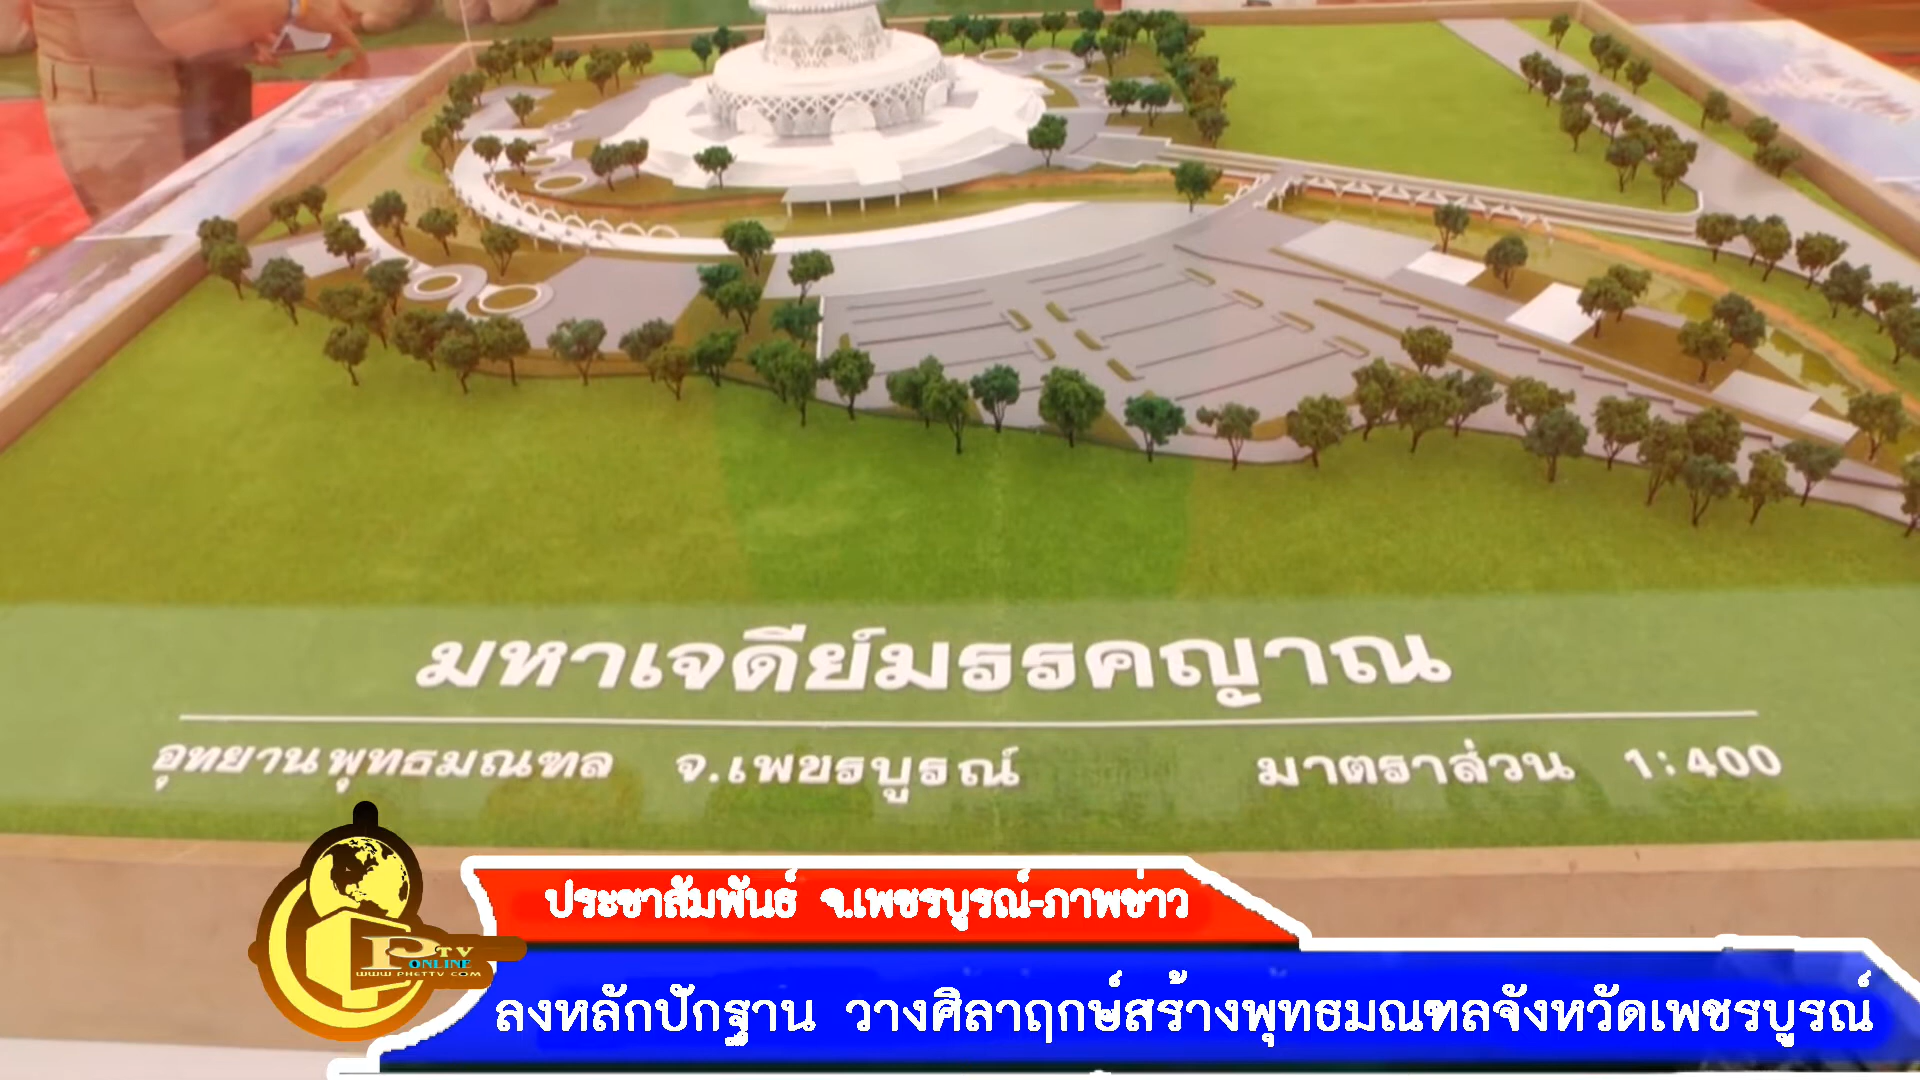 มหาเจดีย์มรรคญาณ
อุทยานพุทธมณฑล จ.เพชรบูรณ์ มาตราส่วน 1:400
ประชาสัมพันธ์ จ.เพชรบูรณ์-ภาพข่าว
PTV
ONLINE
WWW.PHETTV.COM
ลงหลักปักฐาน วางศิลาฤกษ์สร้างพุทธมณฑลจังหวัดเพชรบูรณ์